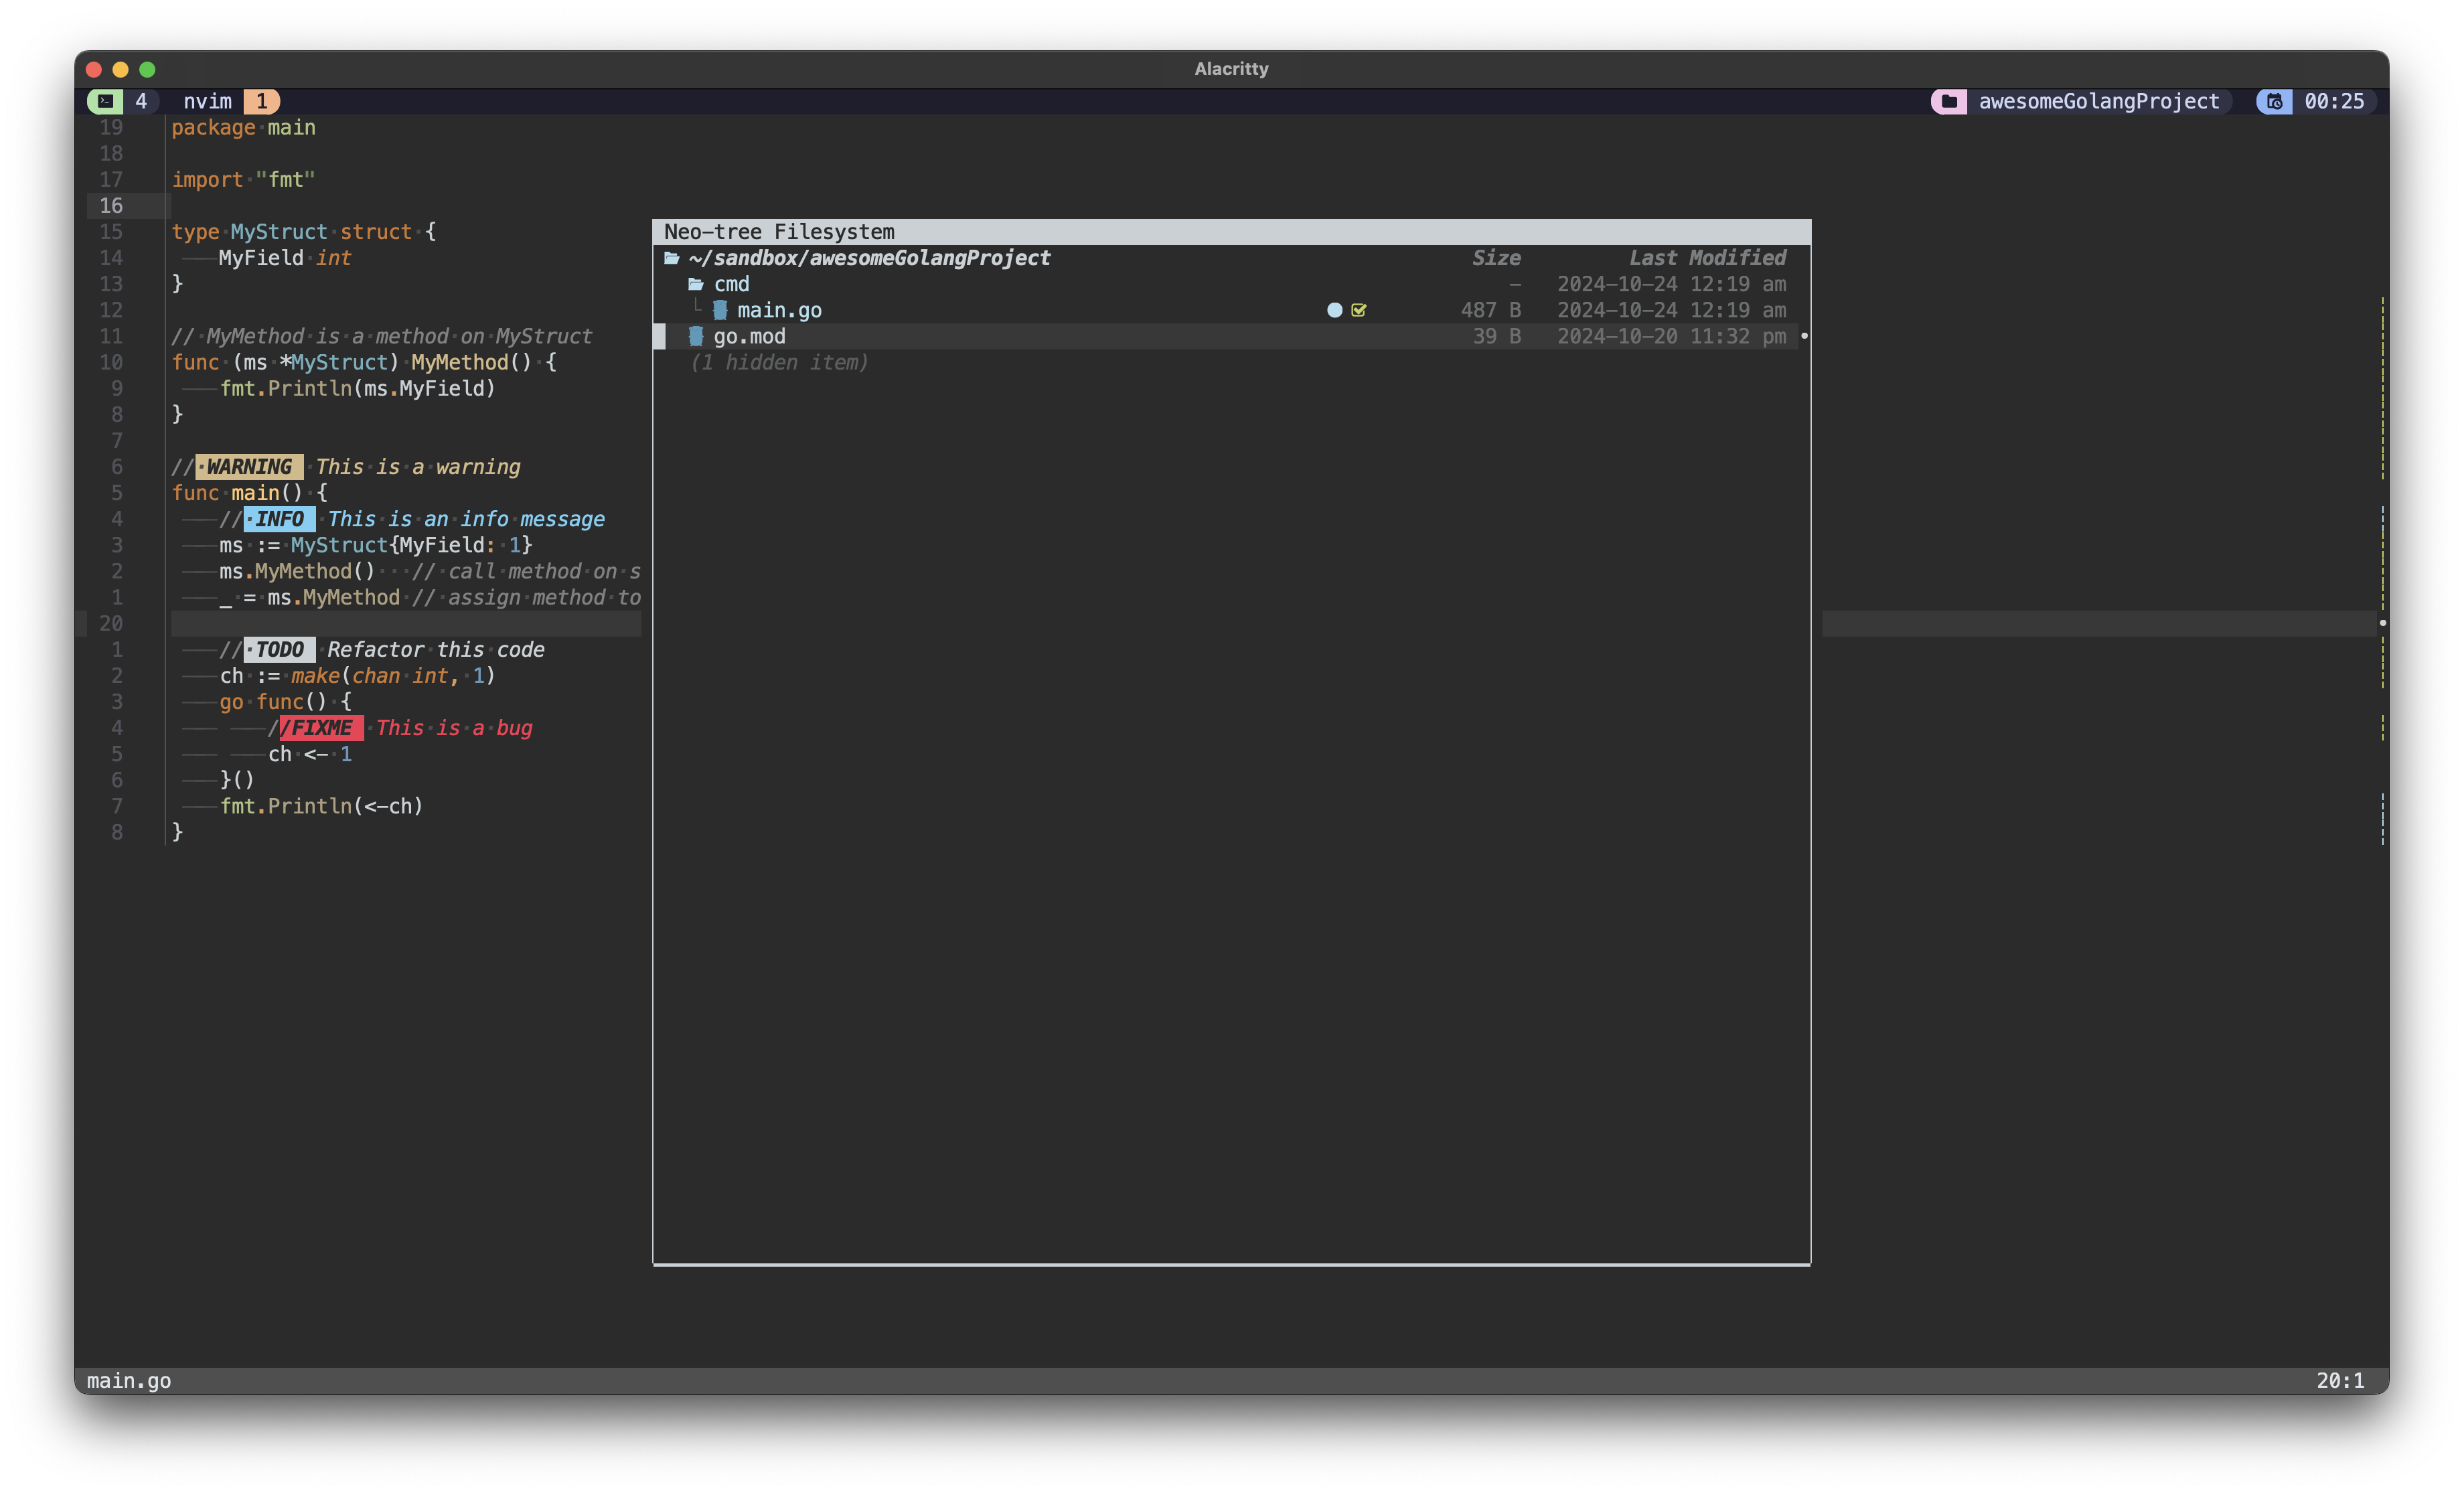 Alacritty
4 nvim 1 awesomeGolangProject 00:25
19 package main
18
17 import "fmt"
16
15 type MyStruct struct {
14 MyField int
13 }
12
11 // MyMethod is a method on MyStruct
10 func (ms *MyStruct) MyMethod() {
9 fmt.Println(ms.MyField)
8 }
7
6 // WARNING This is a warning
5 func main() {
4 // INFO This is an info message
3 ms := MyStruct{MyField: 1}
2 ms.MyMethod() // call method on s
1 _ = ms.MyMethod // assign method to
20
1 // TODO Refactor this code
2 ch := make(chan int, 1)
3 go func() {
4 //FIXME This is a bug
5 ch <- 1
6 }()
7 fmt.Println(<-ch)
8 }
Neo-tree Filesystem
~/sandbox/awesomeGolangProject Size Last Modified
cmd - 2024-10-24 12:19 am
main.go 487 B 2024-10-24 12:19 am
go.mod 39 B 2024-10-20 11:32 pm
(1 hidden item)
main.go 20:1